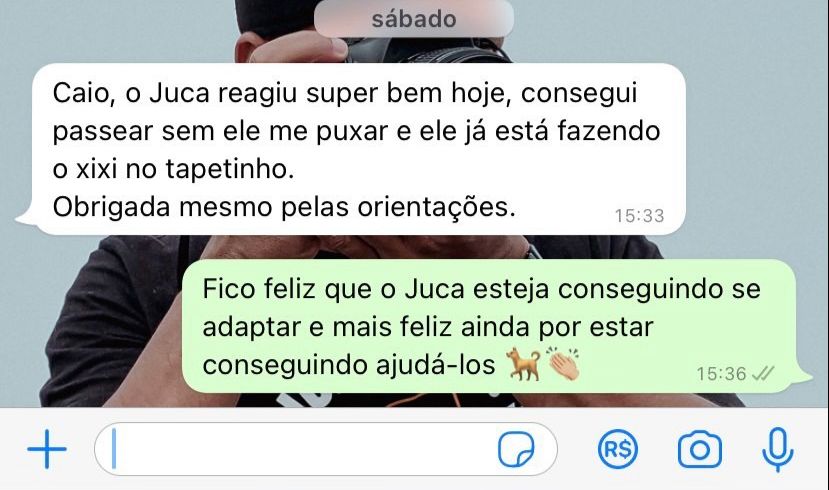 sábado
Caio, o Juca reagiu super bem hoje, consegui
passear sem ele me puxar e ele já está fazendo
o xixi no tapetinho.
Obrigada mesmo pelas orientações.
15:33
Fico feliz que o Juca esteja conseguindo se
adaptar e mais feliz ainda por estar
conseguindo ajudá-los 🐕👏🏼
15:36
R$